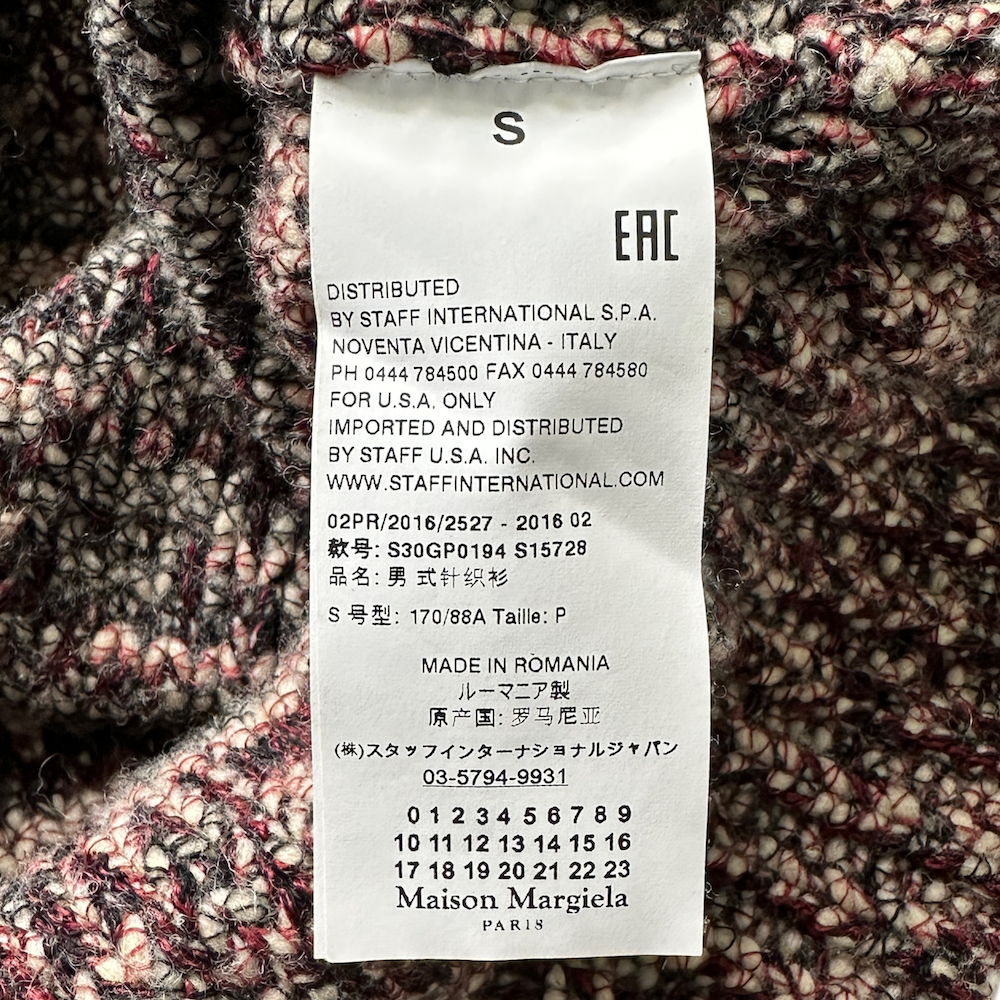 S
EAC
DISTRIBUTED
BY STAFF INTERNATIONAL S.P.A.
NOVENTA VICENTINA - ITALY
PH 0444 784500 FAX 0444 784580
FOR U.S.A. ONLY
IMPORTED AND DISTRIBUTED
BY STAFF U.S.A. INC.
WWW.STAFFINTERNATIONAL.COM
02PR/2016/2527 - 2016 02
款号: S30GP0194 S15728
品名: 男 式针织衫
S 号型: 170/88A Taille: P
MADE IN ROMANIA
ルーマニア製
原产国: 罗马尼亚
(株)スタッフインターナショナルジャパン
03-5794-9931
0 1 2 3 4 5 6 7 8 9
10 11 12 13 14 15 16
17 18 19 20 21 22 23
Maison Margiela
PARIS